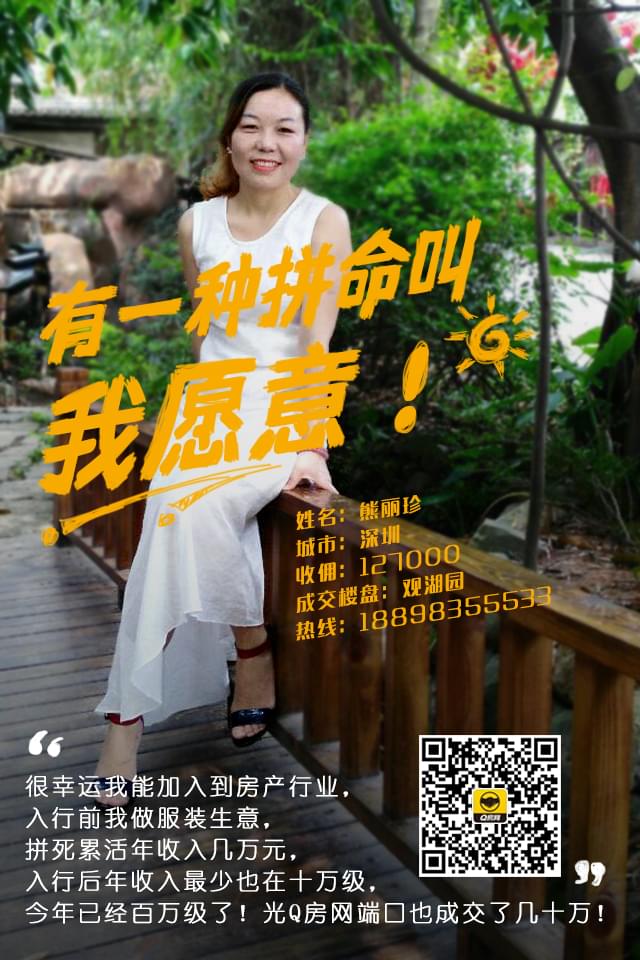 有一种拼命叫
我愿意！
姓名：熊丽珍
城市：深圳
收佣：127000
成交楼盘：观湖园
热线：18898355533
“
很幸运我能加入到房产行业，
入行前我做服装生意，
拼死累活年收入几万元，
入行后年收入最少也在十万级，
今年已经百万级了！光Q房网端口也成交了几十万！
”
Q房网